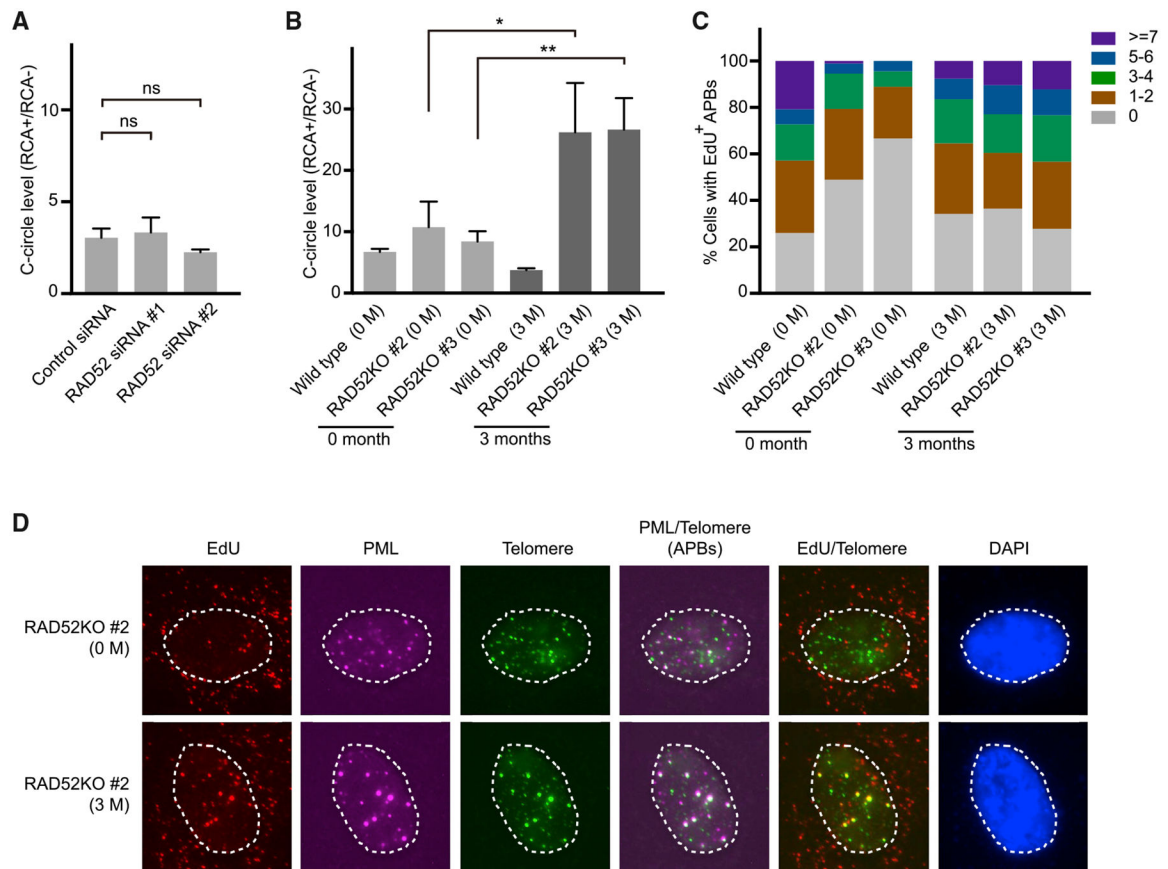 A
C-circle level (RCA+/RCA-)
10
5
0
ns
ns
Control siRNA
RAD52 siRNA #1
RAD52 siRNA #2
B
C-circle level (RCA+/RCA-)
30
20
10
0
*
**
Wild type (0 M)
RAD52KO #2 (0 M)
RAD52KO #3 (0 M)
Wild type (3 M)
RAD52KO #2 (3 M)
RAD52KO #3 (3 M)
0 month
3 months
C
% Cells with EdU+ APBs
100
80
60
40
20
0
>=7
5-6
3-4
1-2
0
Wild type (0 M)
RAD52KO #2 (0 M)
RAD52KO #3 (0 M)
Wild type (3 M)
RAD52KO #2 (3 M)
RAD52KO #3 (3 M)
0 month
3 months
D
EdU
PML
Telomere
PML/Telomere
(APBs)
EdU/Telomere
DAPI
RAD52KO #2
(0 M)
RAD52KO #2
(3 M)